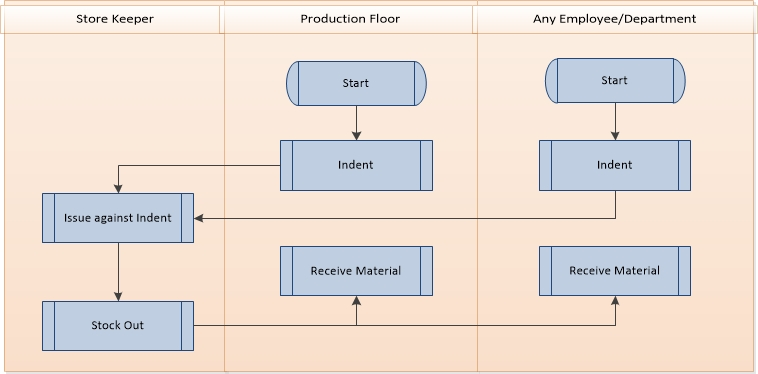 Store Keeper
Production Floor
Any Employee/Department
Start
Start
Indent
Indent
Issue against Indent
Receive Material
Receive Material
Stock Out